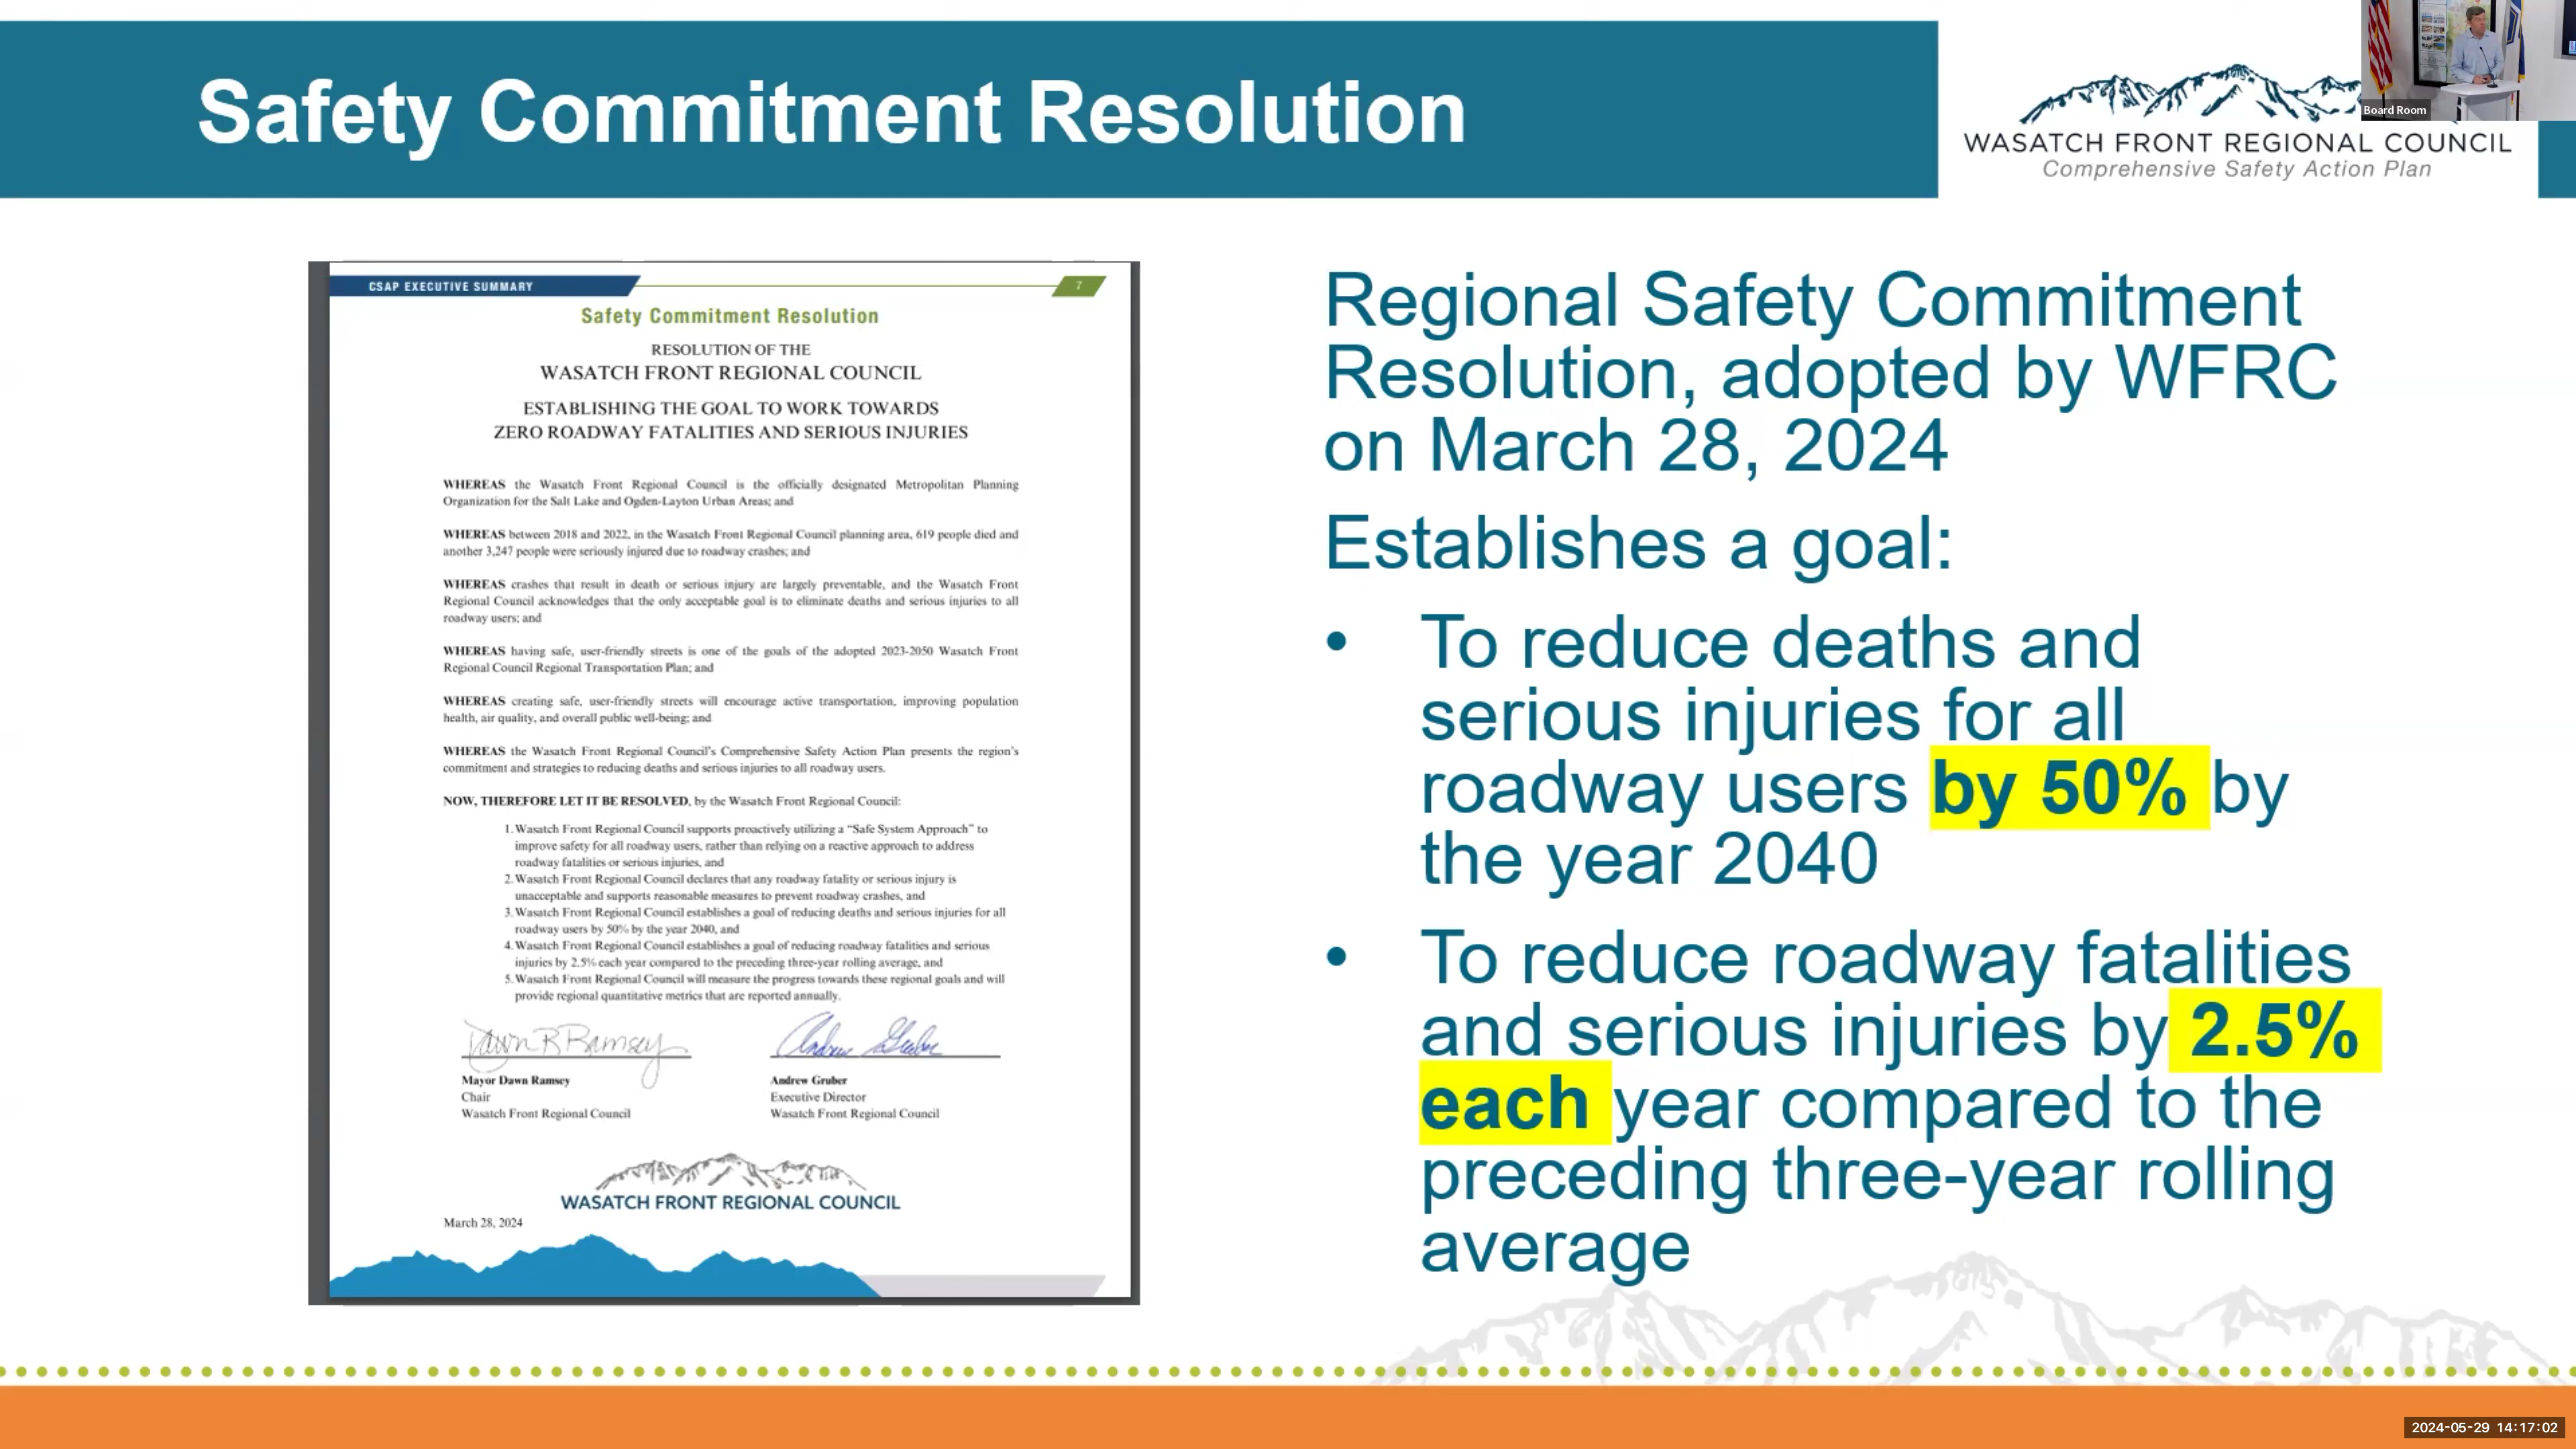 Safety Commitment Resolution
Board Room
WASATCH FRONT REGIONAL COUNCIL
Comprehensive Safety Action Plan
CSAP EXECUTIVE SUMMARY
7
Safety Commitment Resolution
RESOLUTION OF THE
WASATCH FRONT REGIONAL COUNCIL
ESTABLISHING THE GOAL TO WORK TOWARDS
ZERO ROADWAY FATALITIES AND SERIOUS INJURIES
WHEREAS the Wasatch Front Regional Council is the officially designated Metropolitan Planning
Organization for the Salt Lake and Ogden-Layton Urban Areas; and
WHEREAS between 2018 and 2022, in the Wasatch Front Regional Council planning area, 619 people died and
another 3,247 people were seriously injured due to roadway crashes; and
WHEREAS crashes that result in death or serious injury are largely preventable, and the Wasatch Front
Regional Council acknowledges that the only acceptable goal is to eliminate deaths and serious injuries to all
roadway users; and
WHEREAS having safe, user-friendly streets is one of the goals of the adopted 2023-2050 Wasatch Front
Regional Council Regional Transportation Plan; and
WHEREAS creating safe, user-friendly streets will encourage active transportation, improving population
health, air quality, and overall public well-being; and
WHEREAS the Wasatch Front Regional Council's Comprehensive Safety Action Plan presents the region's
commitment and strategies to reducing deaths and serious injuries to all roadway users.
NOW, THEREFORE LET IT BE RESOLVED, by the Wasatch Front Regional Council:
1. Wasatch Front Regional Council supports proactively utilizing a “Safe System Approach” to
improve safety for all roadway users, rather than relying on a reactive approach to address
roadway fatalities or serious injuries, and
2. Wasatch Front Regional Council declares that any roadway fatality or serious injury is
unacceptable and supports reasonable measures to prevent roadway crashes, and
3. Wasatch Front Regional Council establishes a goal of reducing deaths and serious injuries for all
roadway users by 50% by the year 2040, and
4. Wasatch Front Regional Council establishes a goal of reducing roadway fatalities and serious
injuries by 2.5% each year compared to the preceding three-year rolling average, and
5. Wasatch Front Regional Council will measure the progress towards these regional goals and will
provide regional quantitative metrics that are reported annually.
Dawn R Ramsey
Andrew Gruber
Mayor Dawn Ramsey
Chair
Wasatch Front Regional Council
Andrew Gruber
Executive Director
Wasatch Front Regional Council
WASATCH FRONT REGIONAL COUNCIL
March 28, 2024
Regional Safety Commitment
Resolution, adopted by WFRC
on March 28, 2024
Establishes a goal:
• To reduce deaths and
serious injuries for all
roadway users by 50% by
the year 2040
• To reduce roadway fatalities
and serious injuries by 2.5%
each year compared to the
preceding three-year rolling
average
2024-05-29 14:17:02